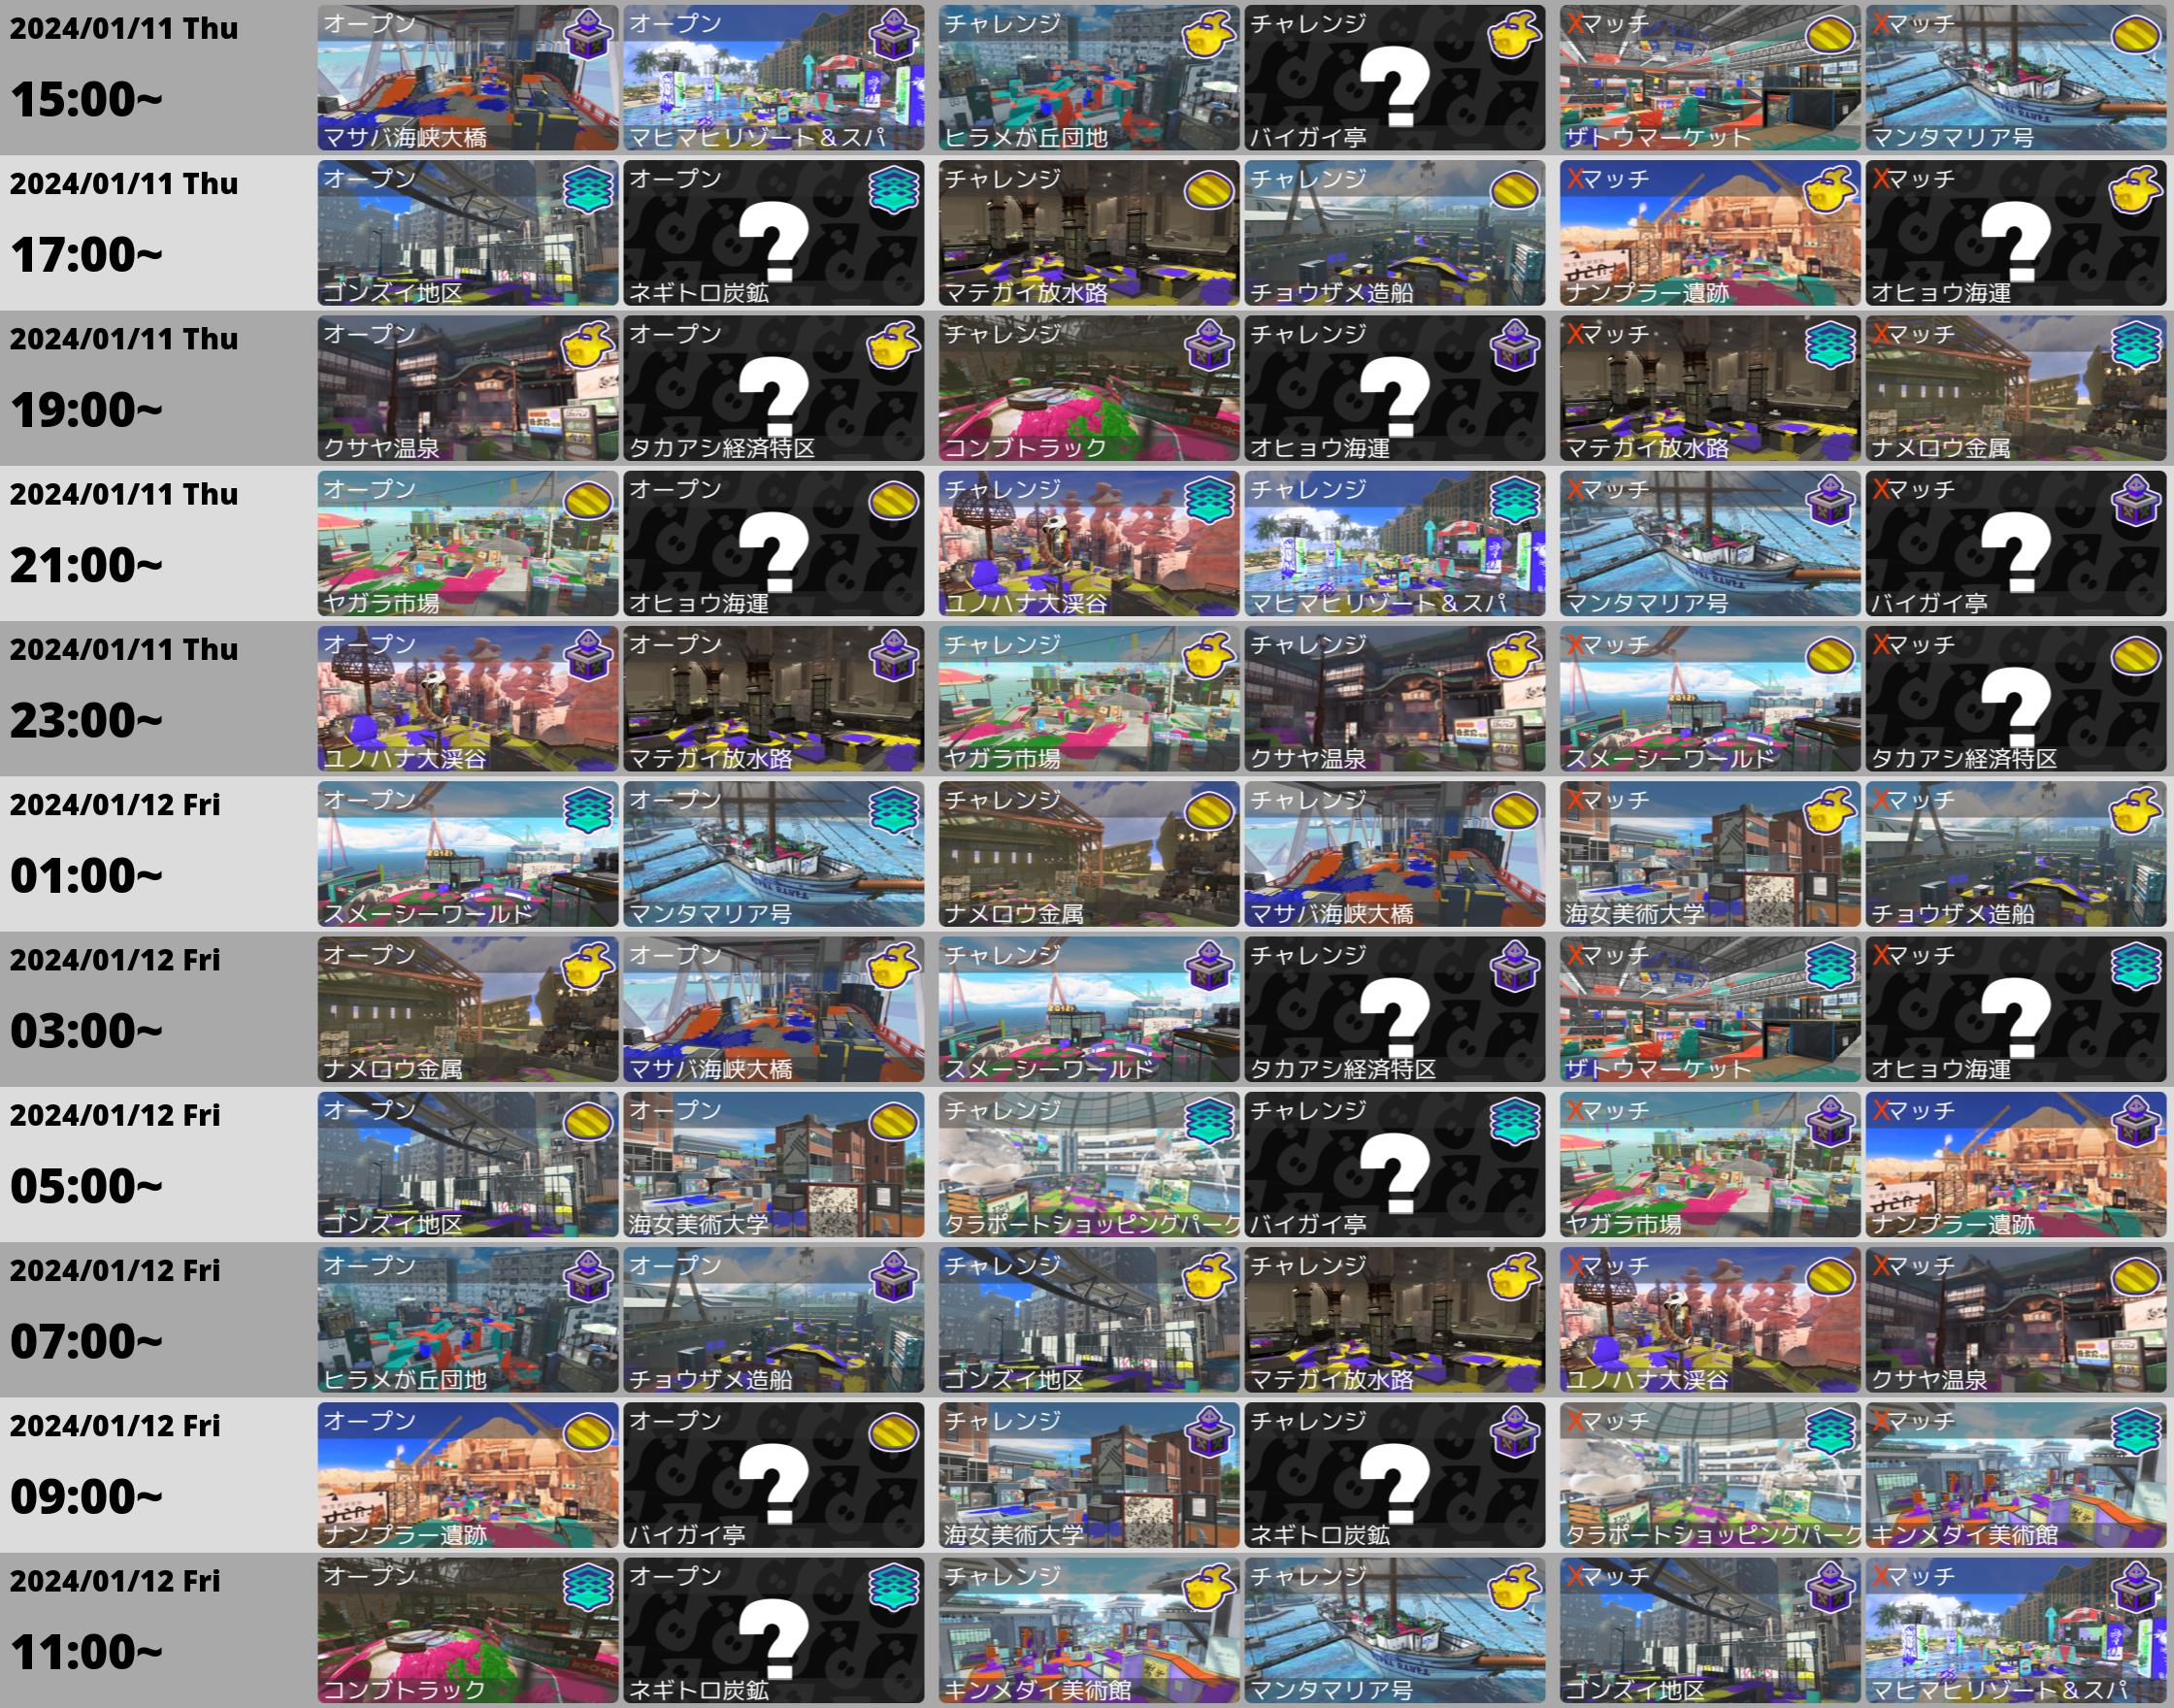 2024/01/11 Thu
15:00~
オープン
マサバ海峡大橋
オープン
マヒマヒリゾート＆スパ
チャレンジ
ヒラメが丘団地
チャレンジ
?
バイガイ亭
Xマッチ
ザトウマーケット
Xマッチ
マンタマリア号
2024/01/11 Thu
17:00~
オープン
ゴンズイ地区
オープン
?
ネギトロ炭鉱
チャレンジ
マテガイ放水路
チャレンジ
チョウザメ造船
Xマッチ
ナンプラー遺跡
Xマッチ
?
オヒョウ海運
2024/01/11 Thu
19:00~
オープン
クサヤ温泉
オープン
?
タカアシ経済特区
チャレンジ
コンブトラック
チャレンジ
?
オヒョウ海運
Xマッチ
マテガイ放水路
Xマッチ
ナメロウ金属
2024/01/11 Thu
21:00~
オープン
ヤガラ市場
オープン
?
オヒョウ海運
チャレンジ
ユノハナ大渓谷
チャレンジ
マヒマヒリゾート＆スパ
Xマッチ
マンタマリア号
Xマッチ
?
バイガイ亭
2024/01/11 Thu
23:00~
オープン
ユノハナ大渓谷
オープン
マテガイ放水路
チャレンジ
ヤガラ市場
チャレンジ
クサヤ温泉
Xマッチ
スメーシーワールド
Xマッチ
?
タカアシ経済特区
2024/01/12 Fri
01:00~
オープン
スメーシーワールド
オープン
マンタマリア号
チャレンジ
ナメロウ金属
チャレンジ
マサバ海峡大橋
Xマッチ
海女美術大学
Xマッチ
チョウザメ造船
2024/01/12 Fri
03:00~
オープン
ナメロウ金属
オープン
マサバ海峡大橋
チャレンジ
スメーシーワールド
チャレンジ
?
タカアシ経済特区
Xマッチ
ザトウマーケット
Xマッチ
?
オヒョウ海運
2024/01/12 Fri
05:00~
オープン
ゴンズイ地区
オープン
海女美術大学
チャレンジ
タラポートショッピングパーク
チャレンジ
?
バイガイ亭
Xマッチ
ヤガラ市場
Xマッチ
ナンプラー遺跡
2024/01/12 Fri
07:00~
オープン
ヒラメが丘団地
オープン
チョウザメ造船
チャレンジ
ゴンズイ地区
チャレンジ
マテガイ放水路
Xマッチ
ユノハナ大渓谷
Xマッチ
クサヤ温泉
2024/01/12 Fri
09:00~
オープン
ナンプラー遺跡
オープン
?
バイガイ亭
チャレンジ
海女美術大学
チャレンジ
?
ネギトロ炭鉱
Xマッチ
タラポートショッピングパーク
Xマッチ
キンメダイ美術館
2024/01/12 Fri
11:00~
オープン
コンブトラック
オープン
?
ネギトロ炭鉱
チャレンジ
キンメダイ美術館
チャレンジ
マンタマリア号
Xマッチ
ゴンズイ地区
Xマッチ
マヒマヒリゾート＆スパ